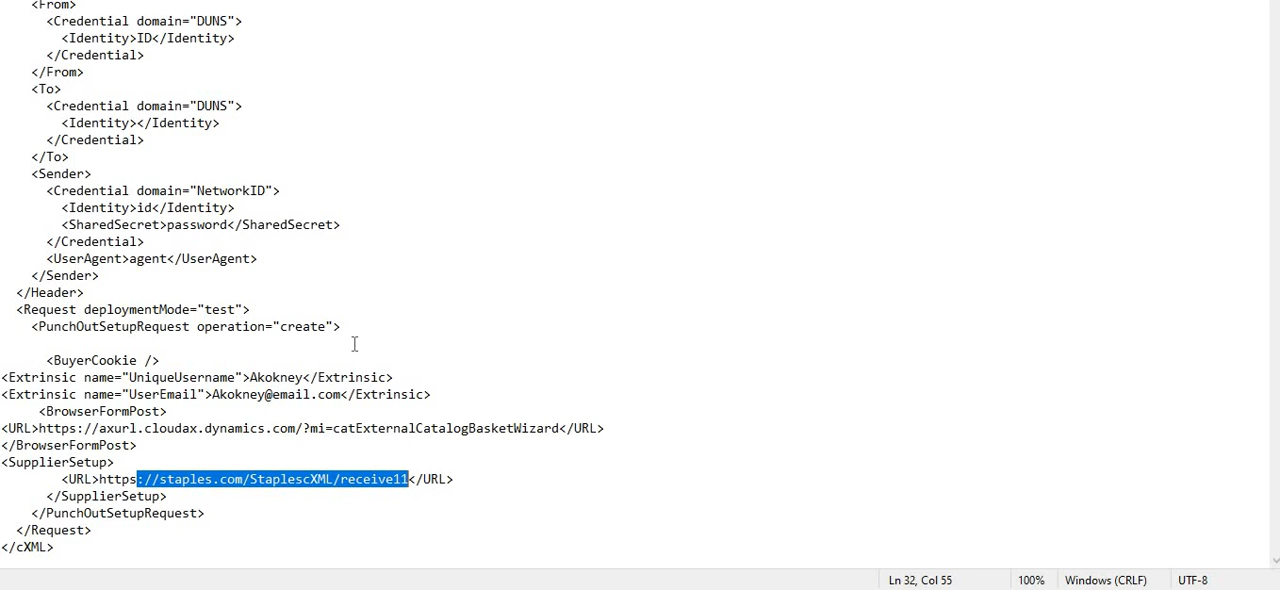 <From>
<Credential domain="DUNS">
<Identity>ID</Identity>
</Credential>
</From>
<To>
<Credential domain="DUNS">
<Identity></Identity>
</Credential>
</To>
<Sender>
<Credential domain="NetworkID">
<Identity>id</Identity>
<SharedSecret>password</SharedSecret>
</Credential>
<UserAgent>agent</UserAgent>
</Sender>
</Header>
<Request deploymentMode="test">
<PunchOutSetupRequest operation="create">
<BuyerCookie />
<Extrinsic name="UniqueUsername">Akokney</Extrinsic>
<Extrinsic name="UserEmail">Akokney@email.com</Extrinsic>
<BrowserFormPost>
<URL>https://axurl.cloudax.dynamics.com/?mi=catExternalCatalogBasketWizard</URL>
</BrowserFormPost>
<SupplierSetup>
<URL>https://staples.com/StaplescXML/receive11</URL>
</SupplierSetup>
</PunchOutSetupRequest>
</Request>
</cXML>
Ln 32, Col 55 100% Windows (CRLF) UTF-8